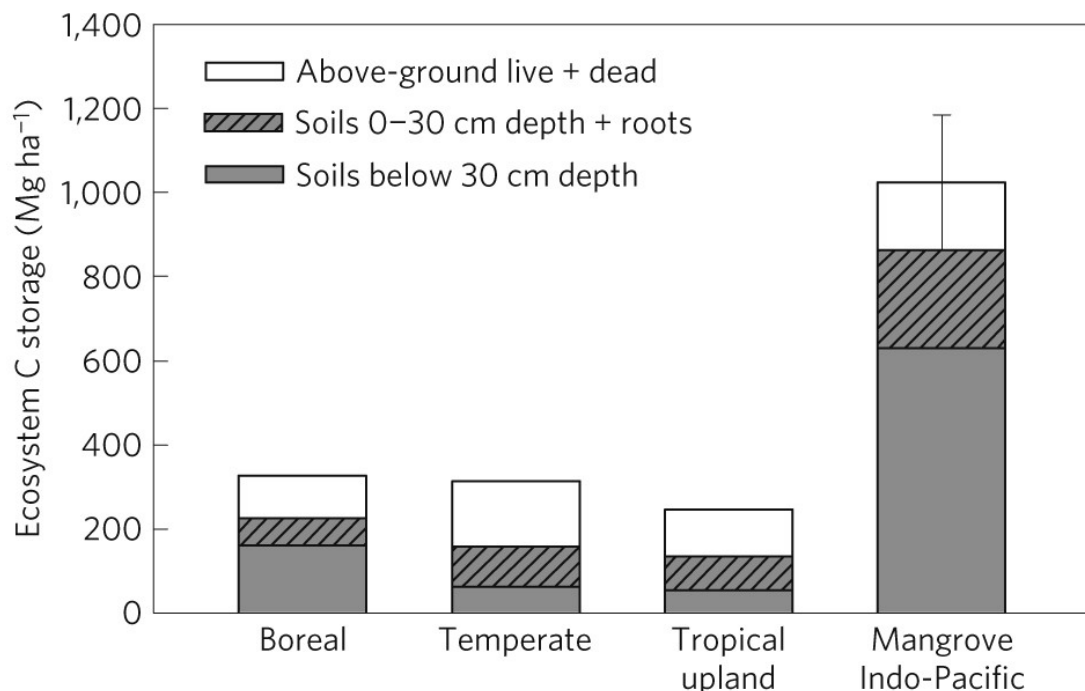 1,400
1,200
1,000
800
600
400
200
0
Ecosystem C storage (Mg ha⁻¹)
Above-ground live + dead
Soils 0–30 cm depth + roots
Soils below 30 cm depth
Boreal
Temperate
Tropical
upland
Mangrove
Indo-Pacific